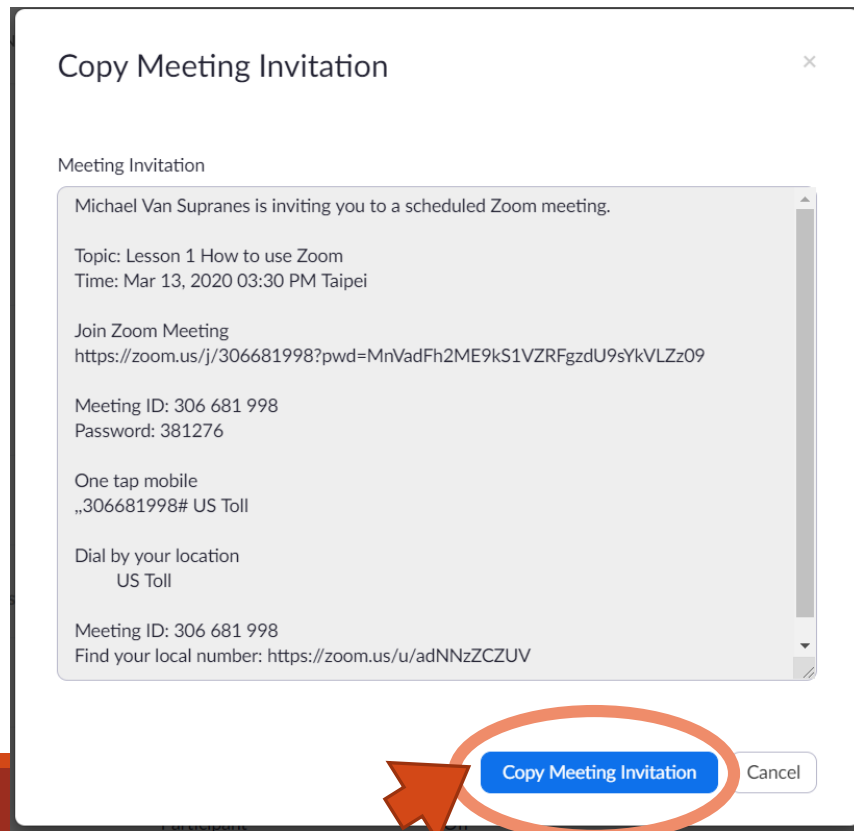 Copy Meeting Invitation
×
Meeting Invitation
Michael Van Supranes is inviting you to a scheduled Zoom meeting.
Topic: Lesson 1 How to use Zoom
Time: Mar 13, 2020 03:30 PM Taipei
Join Zoom Meeting
https://zoom.us/j/306681998?pwd=MnVadFh2ME9kS1VZRFgzdU9sYkVLZz09
Meeting ID: 306 681 998
Password: 381276
One tap mobile
,,306681998# US Toll
Dial by your location
US Toll
Meeting ID: 306 681 998
Find your local number: https://zoom.us/u/adNNzZCZUV
Copy Meeting Invitation Cancel
Participant On